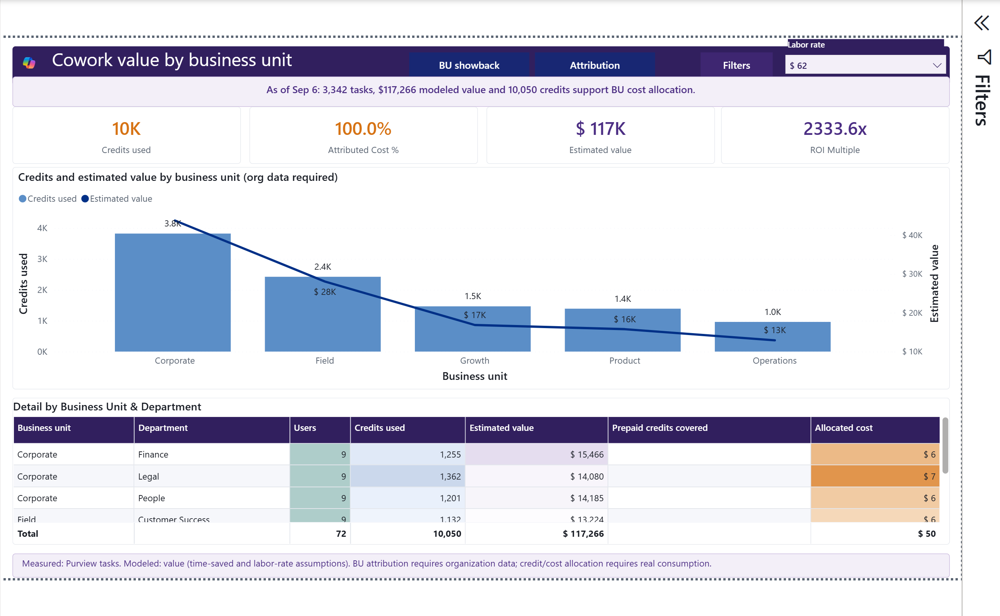 Labor rate
Cowork value by business unit
BU showback
Attribution
Filters
$ 62
Filters
As of Sep 6: 3,342 tasks, $117,266 modeled value and 10,050 credits support BU cost allocation.
10K
Credits used
100.0%
Attributed Cost %
$ 117K
Estimated value
2333.6x
ROI Multiple
Credits and estimated value by business unit (org data required)
Credits used
Estimated value
Credits used
4K
3K
2K
1K
0K
3.8K
2.4K
$ 28K
1.5K
$ 17K
1.4K
$ 16K
1.0K
$ 13K
$ 40K
$ 30K
$ 20K
$ 10K
Estimated value
Corporate
Field
Growth
Product
Operations
Business unit
Detail by Business Unit & Department
Business unit Department Users Credits used Estimated value Prepaid credits covered Allocated cost
Corporate Finance 9 1,255 $ 15,466 $ 6
Corporate Legal 9 1,362 $ 14,080 $ 7
Corporate People 9 1,201 $ 14,185 $ 6
Field Customer Success 9 1,132 $ 13,224 $ 6
Total 72 10,050 $ 117,266 $ 50
Measured: Purview tasks. Modeled: value (time-saved and labor-rate assumptions). BU attribution requires organization data; credit/cost allocation requires real consumption.